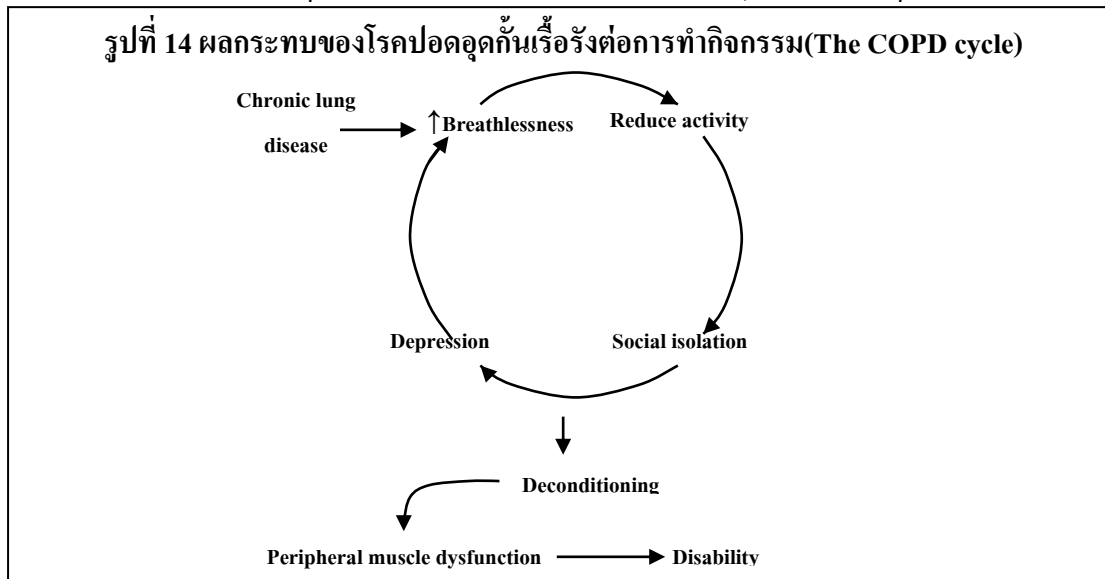 รูปที่ 14 ผลกระทบของโรคปอดอุดกั้นเรื้อรังต่อการทำกิจกรรม(The COPD cycle)
Chronic lung
disease
↑Breathlessness
Reduce activity
Depression
Social isolation
Deconditioning
Peripheral muscle dysfunction
Disability